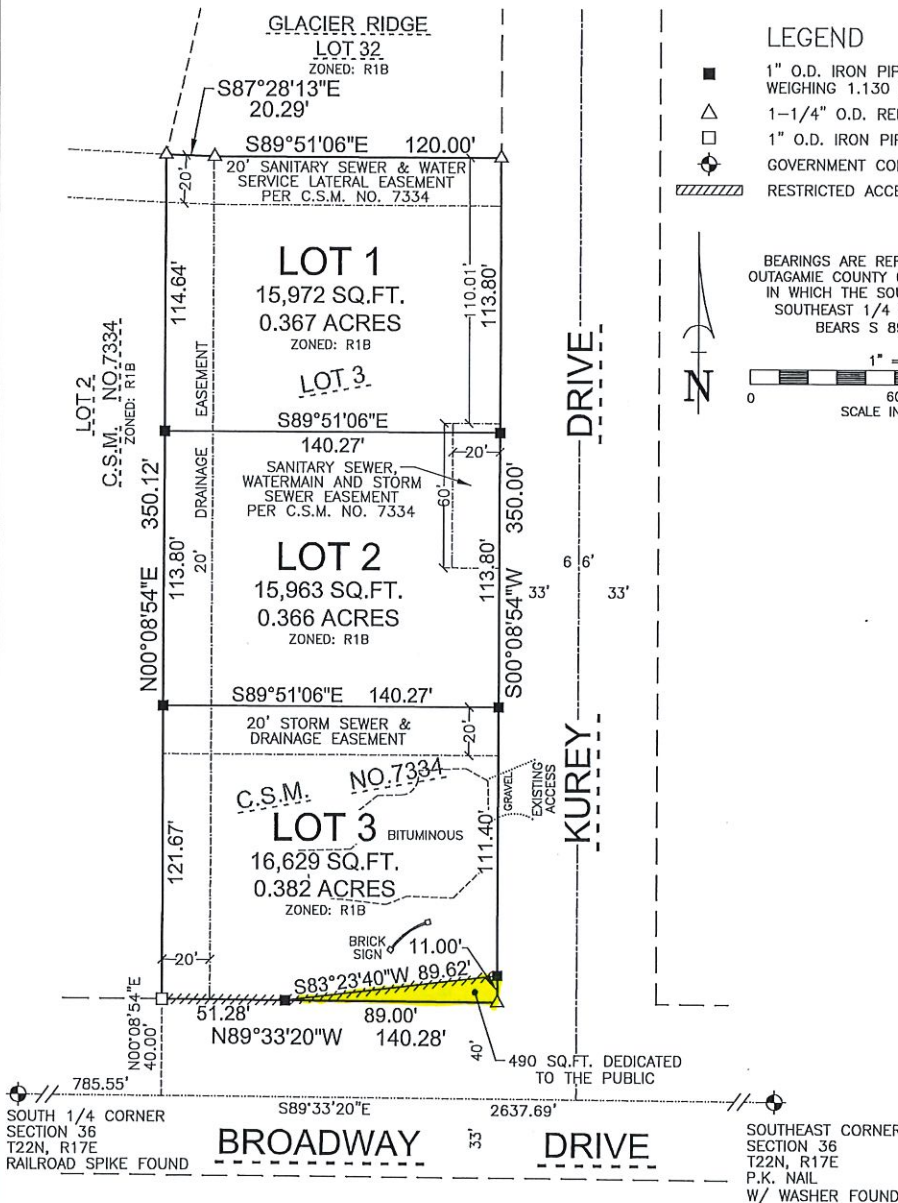 GLACIER RIDGE
LOT 32
ZONED: R1B
S87°28'13"E
20.29'
S89°51'06"E 120.00'
20' SANITARY SEWER & WATER
SERVICE LATERAL EASEMENT
PER C.S.M. NO. 7334
20'
LOT 1
15,972 SQ.FT.
0.367 ACRES
ZONED: R1B
LOT 3
114.64'
110.01'
113.80'
LOT 2
C.S.M. NO.7334
ZONED: R1B
20' DRAINAGE EASEMENT
S89°51'06"E
140.27'
SANITARY SEWER,
WATERMAIN AND STORM
SEWER EASEMENT
PER C.S.M. NO. 7334
20'
60'
N00°08'54"E 350.12'
113.80'
LOT 2
15,963 SQ.FT.
0.366 ACRES
ZONED: R1B
113.80'
S00°08'54"W 350.00'
33'
66'
33'
S89°51'06"E 140.27'
20' STORM SEWER &
DRAINAGE EASEMENT
20'
C.S.M. NO.7334
LOT 3
BITUMINOUS
16,629 SQ.FT.
0.382 ACRES
ZONED: R1B
121.67'
111.40'
GRAVEL
EXISTING
ACCESS
KUREY DRIVE
BRICK
SIGN
11.00'
20'
S83°23'40"W 89.62'
51.28'
89.00'
N89°33'20"W 140.28'
N00°08'54"E
40.00'
40'
490 SQ.FT. DEDICATED
TO THE PUBLIC
785.55'
S89°33'20"E 2637.69'
SOUTH 1/4 CORNER
SECTION 36
T22N, R17E
RAILROAD SPIKE FOUND
BROADWAY DRIVE
33'
SOUTHEAST CORNER
SECTION 36
T22N, R17E
P.K. NAIL
W/ WASHER FOUND
LEGEND
1" O.D. IRON PIP
WEIGHING 1.130
1-1/4" O.D. RE
1" O.D. IRON PIP
GOVERNMENT CO
RESTRICTED ACCE
BEARINGS ARE REF
OUTAGAMIE COUNTY
IN WHICH THE SOU
SOUTHEAST 1/4
BEARS S 8
N
1" =
0
60
SCALE IN